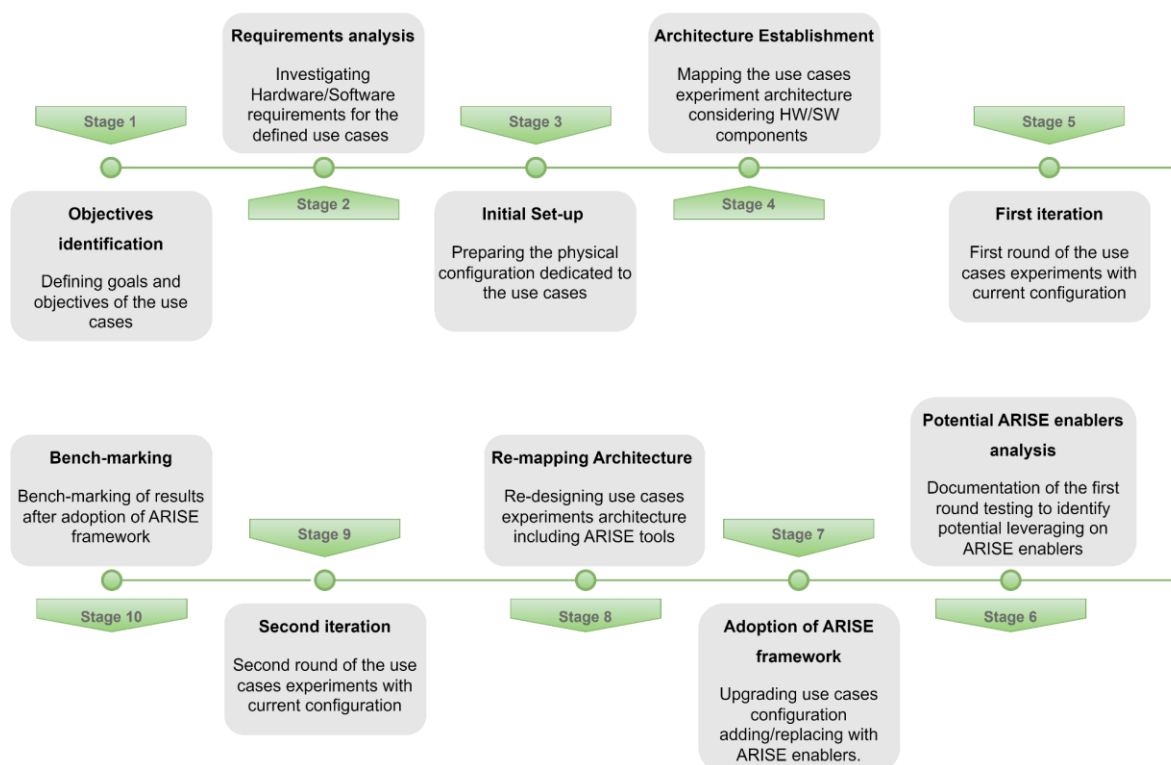 Requirements analysis
Investigating
Hardware/Software
requirements for the
defined use cases
Architecture Establishment
Mapping the use cases
experiment architecture
considering HW/SW
components
Stage 1
Stage 3
Stage 5
Stage 2
Stage 4
Objectives
identification
Defining goals and
objectives of the use
cases
Initial Set-up
Preparing the physical
configuration dedicated to
the use cases
First iteration
First round of the use
cases experiments with
current configuration
Bench-marking
Bench-marking of results
after adoption of ARISE
framework
Re-mapping Architecture
Re-designing use cases
experiments architecture
including ARISE tools
Potential ARISE enablers
analysis
Documentation of the first
round testing to identify
potential leveraging on
ARISE enablers
Stage 9
Stage 7
Stage 10
Stage 8
Stage 6
Second iteration
Second round of the use
cases experiments with
current configuration
Adoption of ARISE
framework
Upgrading use cases
configuration
adding/replacing with
ARISE enablers.